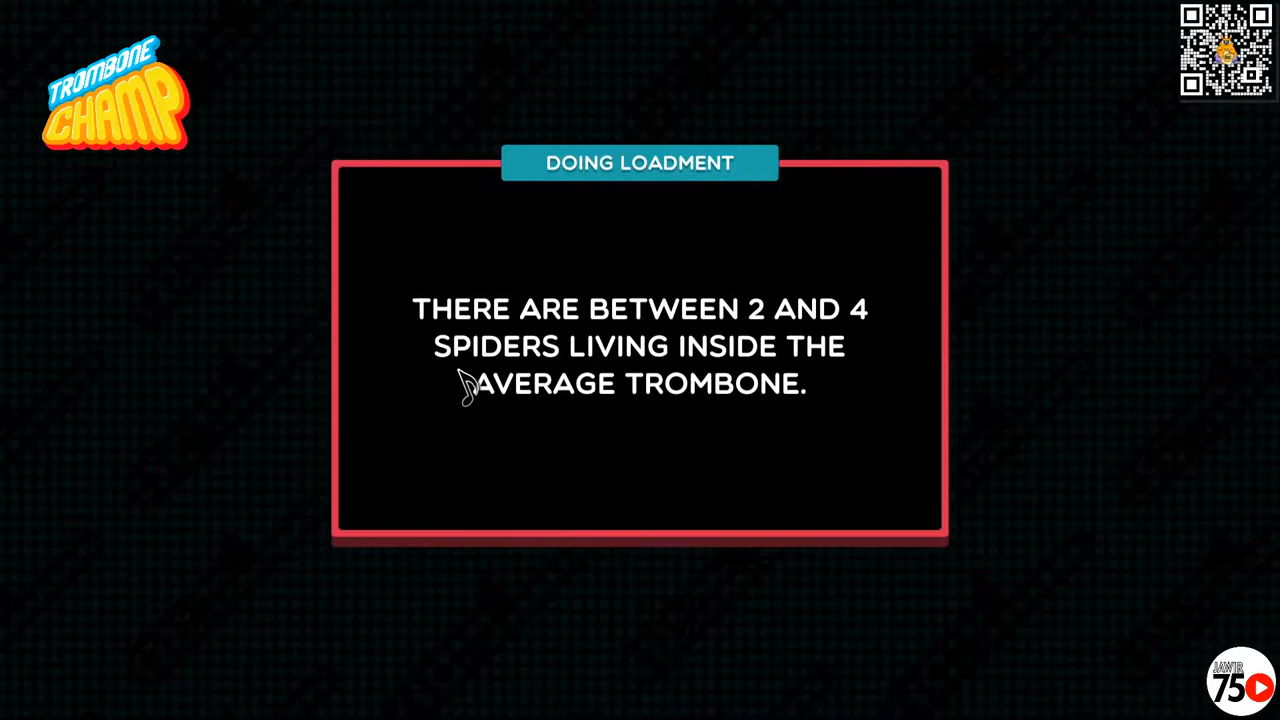 TROMBONE
CHAMP
DOING LOADMENT
THERE ARE BETWEEN 2 AND 4
SPIDERS LIVING INSIDE THE
AVERAGE TROMBONE.
JAWIR
75